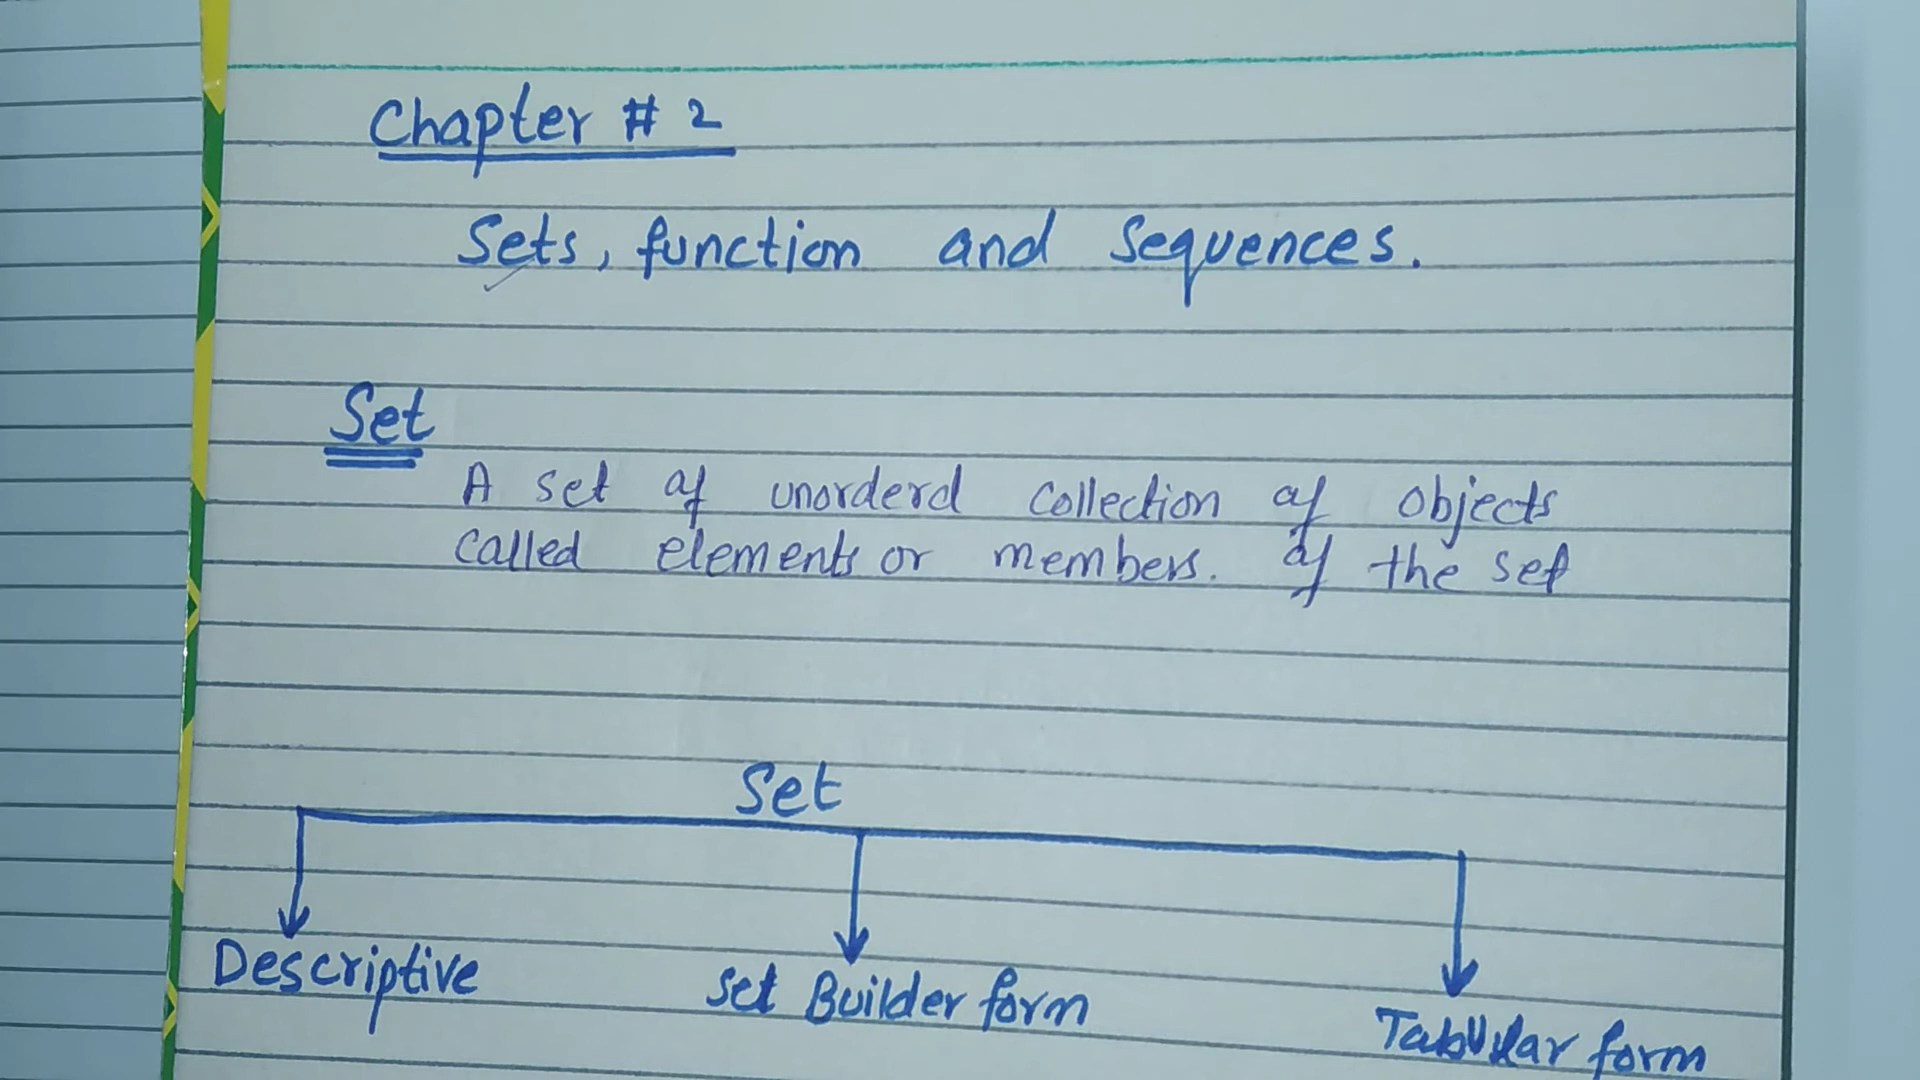 Chapter # 2
Sets, function and Sequences.
Set
A set of unorderd collection of objects
called elements or members. of the set
Set
Descriptive
Set Builder form
Tabular form